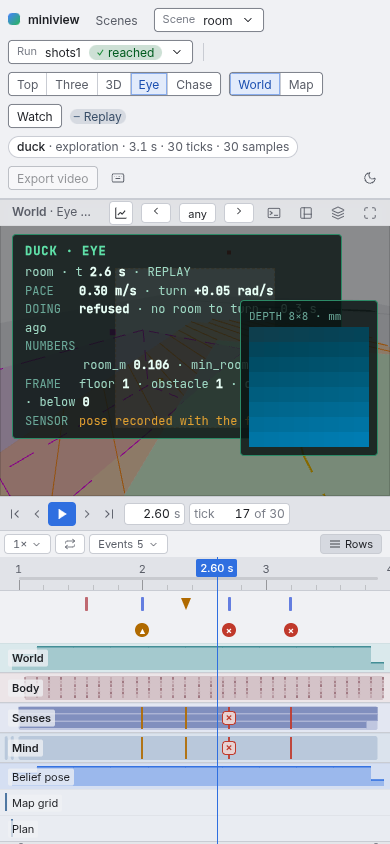 miniview Scenes Scene room
Run shots1 ✓ reached
Top Three 3D Eye Chase World Map
Watch – Replay
duck · exploration · 3.1 s · 30 ticks · 30 samples
Export video
World · Eye ... any
DUCK · EYE
room · t 2.6 s · REPLAY
PACE 0.30 m/s · turn +0.05 rad/s
DOING refused · no room to turn · 0.3 s
ago
NUMBERS
room_m 0.106 · min_room
FRAME floor 1 · obstacle 1 ·
· below 0
SENSOR pose recorded with the
DEPTH 8×8 · mm
2.60 s tick 17 of 30
1× Events 5 Rows
1 2 2.60 s 3 4
World
Body
Senses
Mind
Belief pose
Map grid
Plan